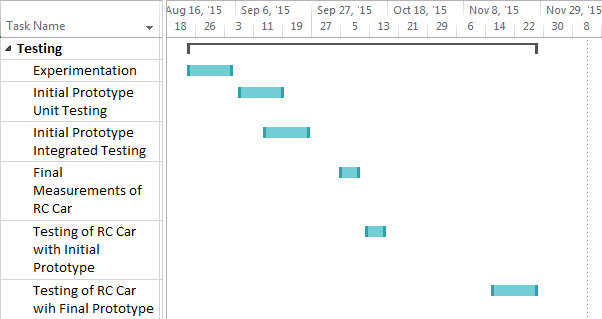 Aug 16, '15 Sep 6, '15 Sep 27, '15 Oct 18, '15 Nov 8, '15 Nov 29, '15
Task Name 18 26 3 11 19 27 5 13 21 29 6 14 22 30 8
Testing
Experimentation
Initial Prototype
Unit Testing
Initial Prototype
Integrated Testing
Final
Measurements of
RC Car
Testing of RC Car
with Initial
Prototype
Testing of RC Car
wih Final Prototype